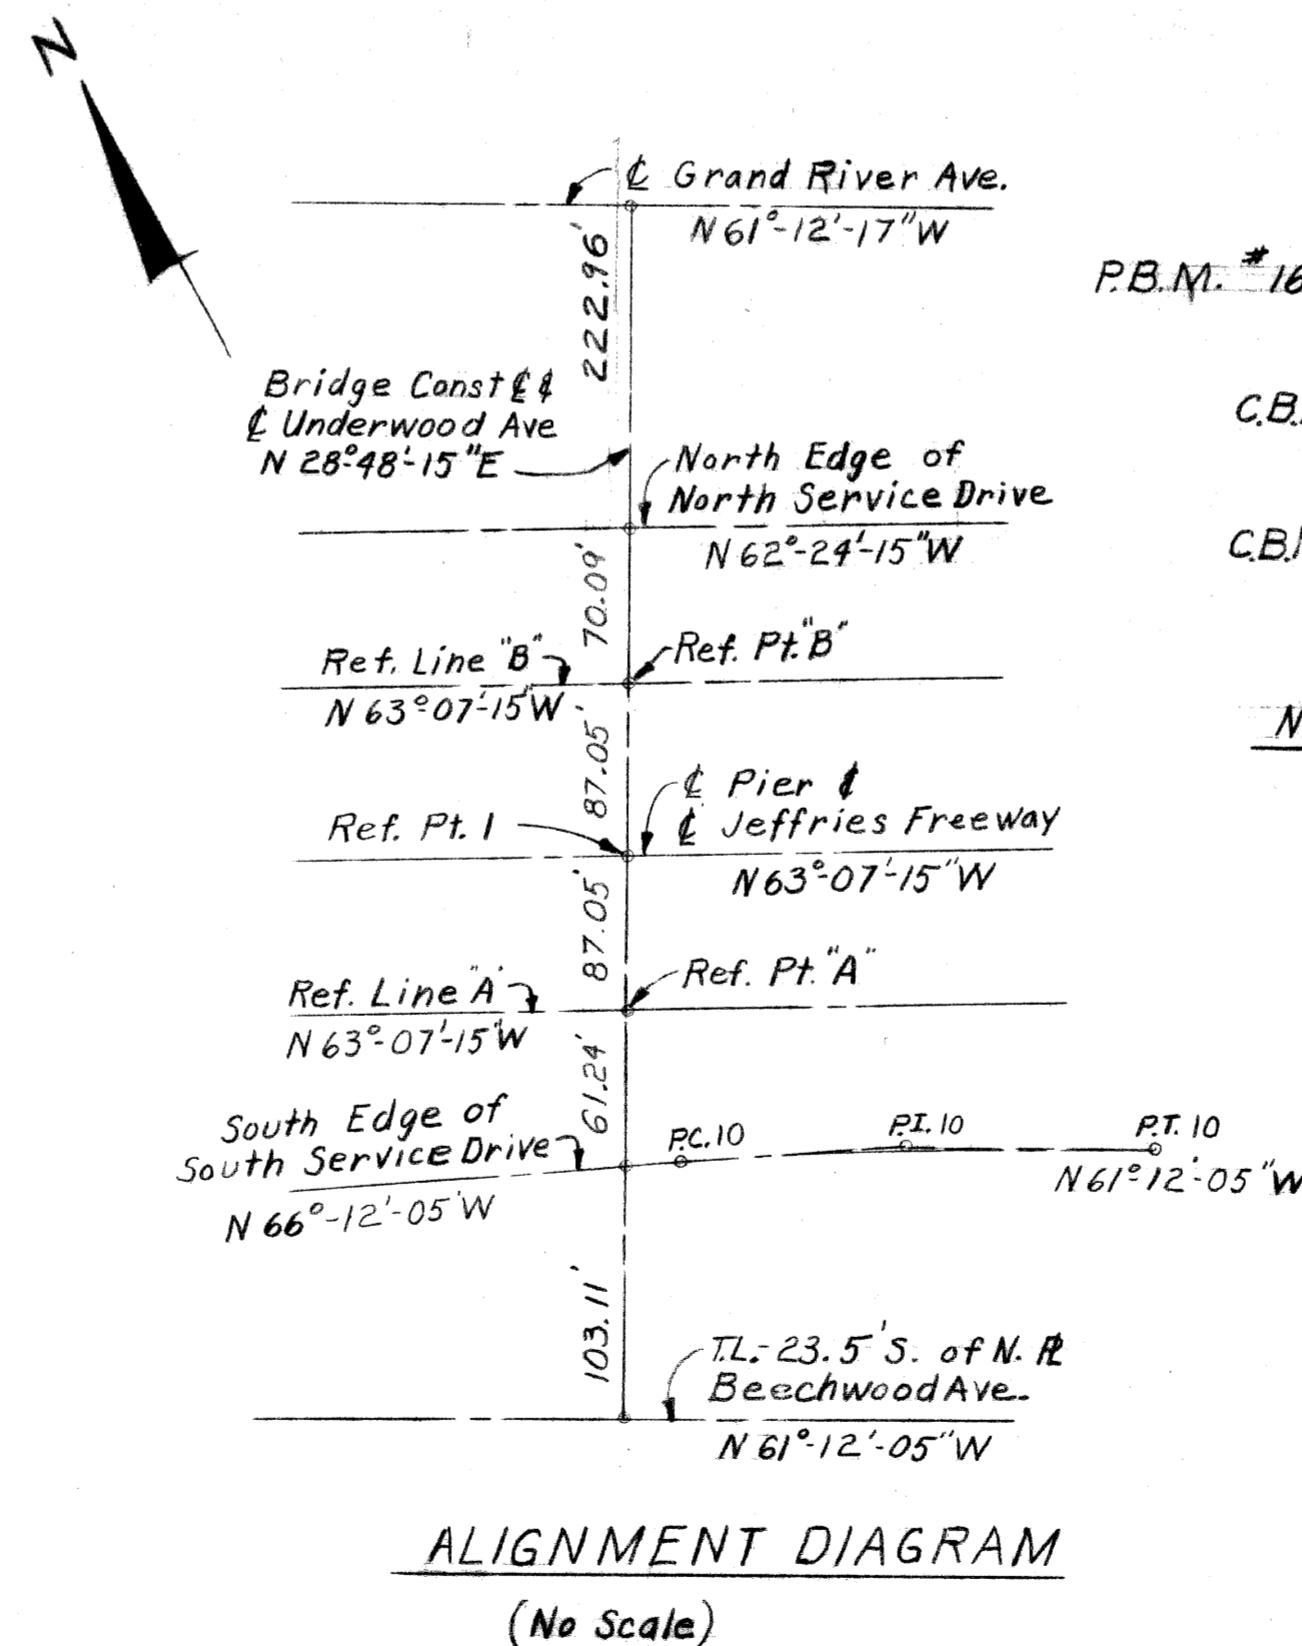 N
℄ Grand River Ave.
N 61°-12'-17"W
222.96'
P.B.M. #16
Bridge Const ℄ &
℄ Underwood Ave
N 28°-48'-15"E
C.B.
North Edge of
North Service Drive
N 62°-24'-15"W
C.B.
70.09'
Ref. Line "B"
N 63°-07'-15"W
Ref. Pt. "B"
87.05'
N
℄ Pier &
℄ Jeffries Freeway
N 63°-07'-15"W
Ref. Pt. 1
87.05'
Ref. Line "A"
N 63°-07'-15"W
Ref. Pt. "A"
61.24'
South Edge of
South Service Drive
N 66°-12'-05"W
P.C. 10
P.I. 10
P.T. 10
N 61°-12'-05"W
103.11'
T.L.-23.5' S. of N. ⅊
Beechwood Ave.
N 61°-12'-05"W
ALIGNMENT DIAGRAM
(No Scale)